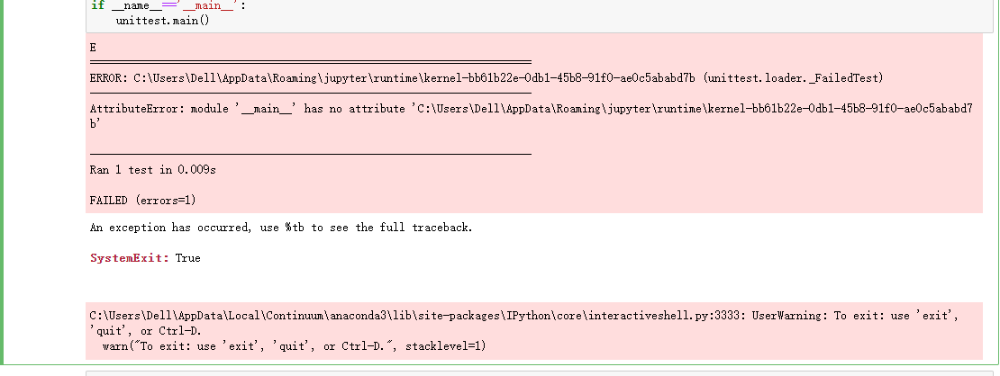 if __name__=='__main__':
    unittest.main()
E
======================================================================
ERROR: C:\Users\Dell\AppData\Roaming\jupyter\runtime\kernel-bb61b22e-0db1-45b8-91f0-ae0c5ababd7b (unittest.loader._FailedTest)
----------------------------------------------------------------------
AttributeError: module '__main__' has no attribute 'C:\Users\Dell\AppData\Roaming\jupyter\runtime\kernel-bb61b22e-0db1-45b8-91f0-ae0c5ababd7
b'
----------------------------------------------------------------------
Ran 1 test in 0.009s
FAILED (errors=1)
An exception has occurred, use %tb to see the full traceback.
SystemExit: True
C:\Users\Dell\AppData\Local\Continuum\anaconda3\lib\site-packages\IPython\core\interactiveshell.py:3333: UserWarning: To exit: use 'exit',
'quit', or Ctrl-D.
  warn("To exit: use 'exit', 'quit', or Ctrl-D.", stacklevel=1)